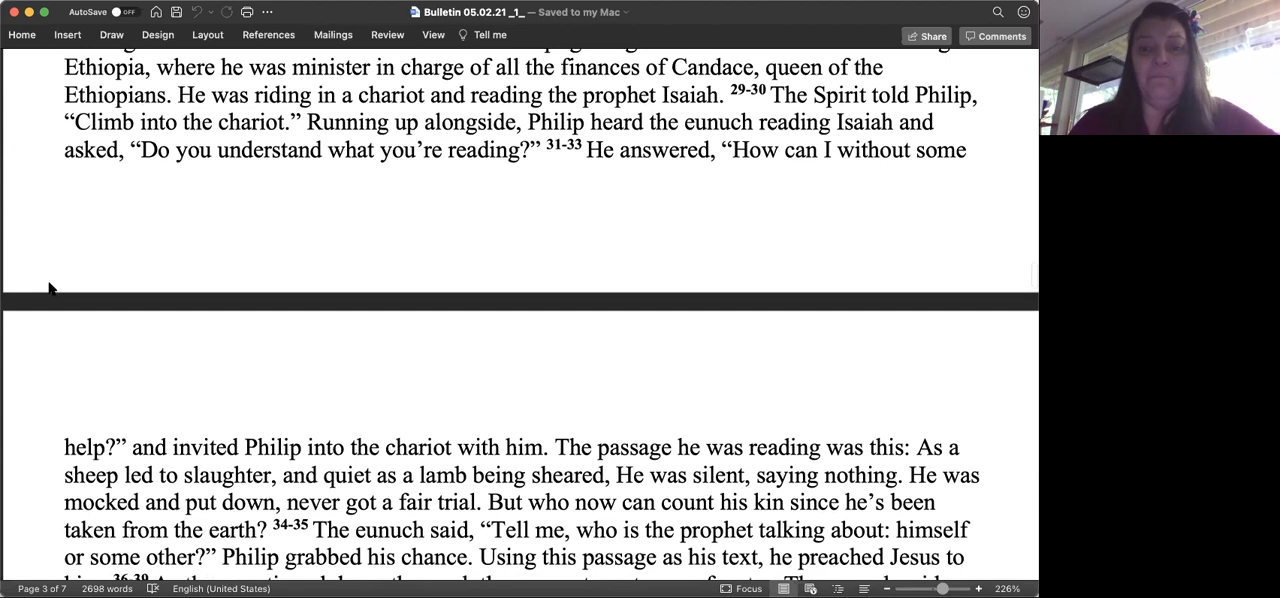 AutoSave OFF
Bulletin 05.02.21 _1_ — Saved to my Mac
Home Insert Draw Design Layout References Mailings Review View Tell me Share Comments
Ethiopia, where he was minister in charge of all the finances of Candace, queen of the
Ethiopians. He was riding in a chariot and reading the prophet Isaiah. 29-30 The Spirit told Philip,
“Climb into the chariot.” Running up alongside, Philip heard the eunuch reading Isaiah and
asked, “Do you understand what you’re reading?” 31-33 He answered, “How can I without some
help?” and invited Philip into the chariot with him. The passage he was reading was this: As a
sheep led to slaughter, and quiet as a lamb being sheared, He was silent, saying nothing. He was
mocked and put down, never got a fair trial. But who now can count his kin since he’s been
taken from the earth? 34-35 The eunuch said, “Tell me, who is the prophet talking about: himself
or some other?” Philip grabbed his chance. Using this passage as his text, he preached Jesus to
Page 3 of 7 2698 words English (United States) Focus 226%